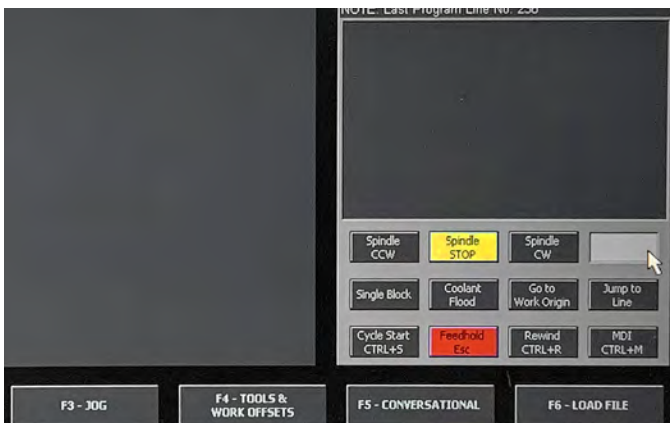 NOTE: Last Program Line No. 258
Spindle
CCW
Spindle
STOP
Spindle
CW
Single Block
Coolant
Flood
Go to
Work Origin
Jump to
Line
Cycle Start
CTRL+S
Feedhold
Esc
Rewind
CTRL+R
MDI
CTRL+M
F3 - JOG
F4 - TOOLS &
WORK OFFSETS
F5 - CONVERSATIONAL
F6 - LOAD FILE